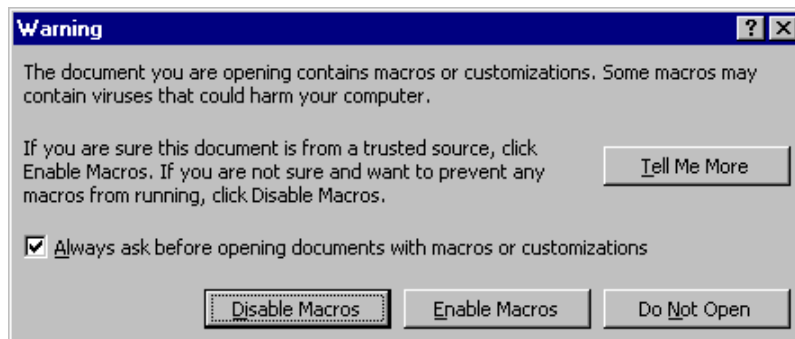 Warning
The document you are opening contains macros or customizations. Some macros may
contain viruses that could harm your computer.
If you are sure this document is from a trusted source, click
Enable Macros. If you are not sure and want to prevent any
macros from running, click Disable Macros.
Tell Me More
Always ask before opening documents with macros or customizations
Disable Macros Enable Macros Do Not Open